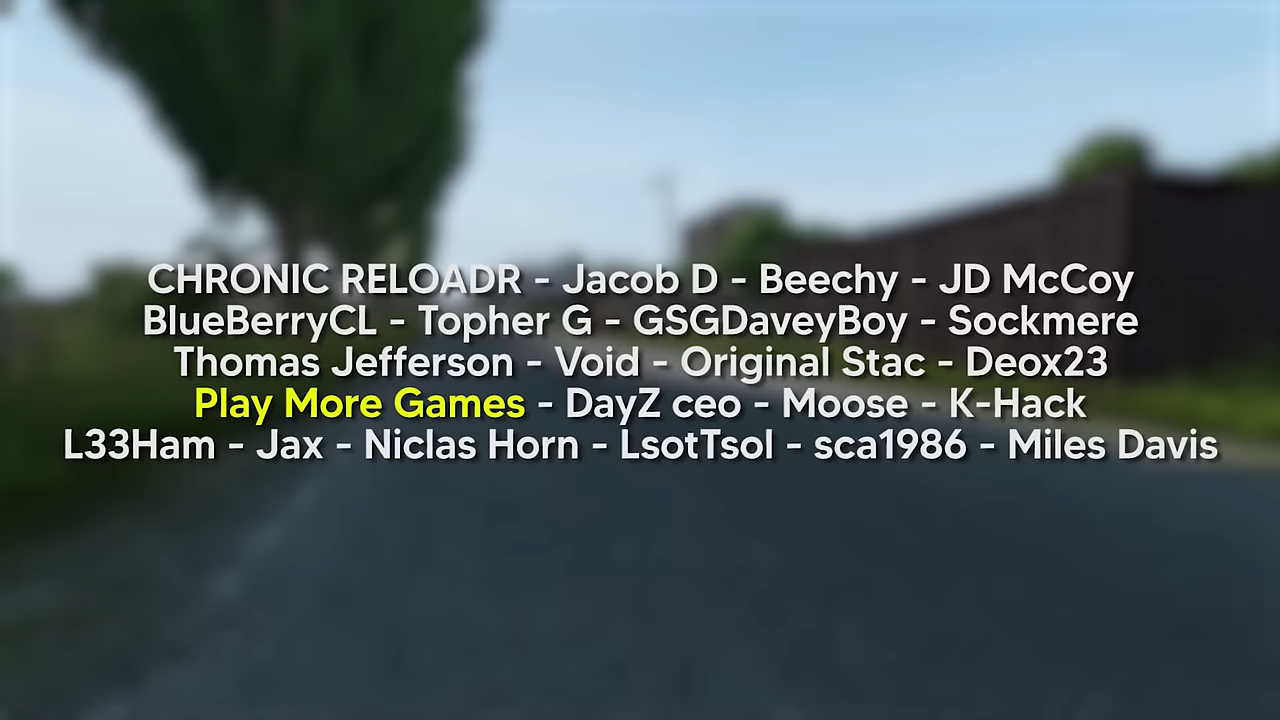 CHRONIC RELOADR - Jacob D - Beechy - JD McCoy
BlueBerryCL - Topher G - GSGDaveyBoy - Sockmere
Thomas Jefferson - Void - Original Stac - Deox23
Play More Games - DayZ ceo - Moose - K-Hack
L33Ham - Jax - Niclas Horn - LsotTsol - sca1986 - Miles Davis